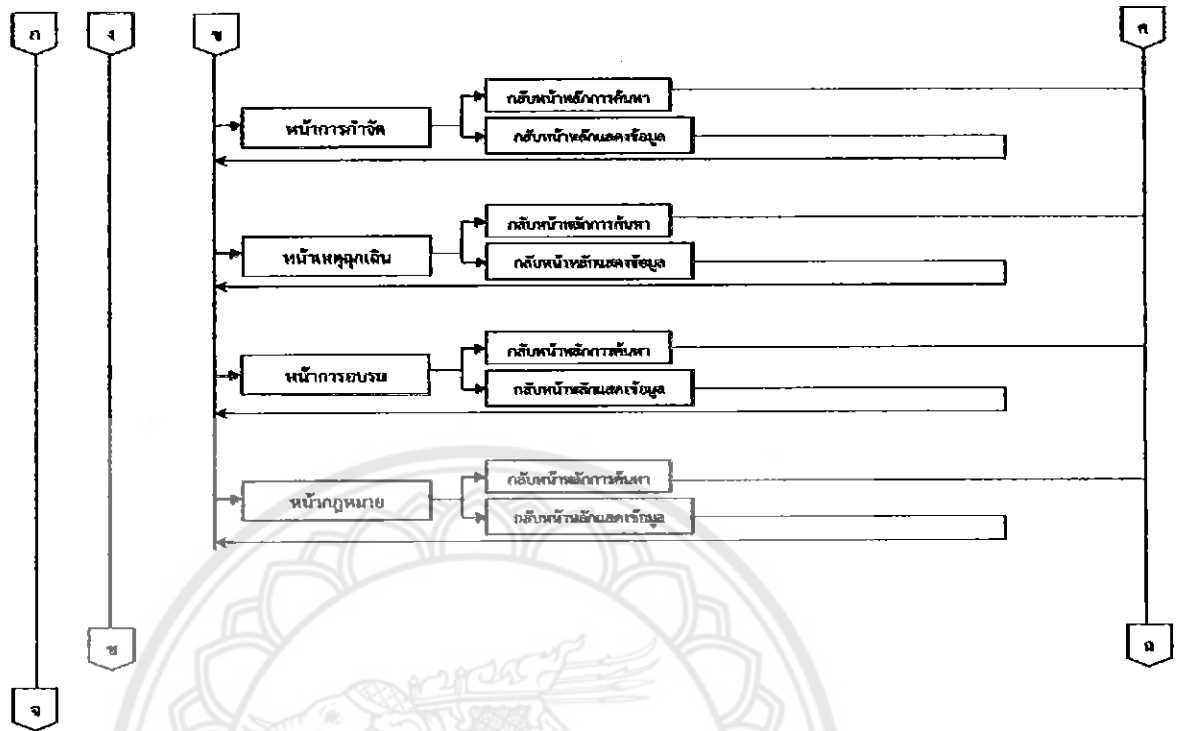 ง
ข
ค
กลับหน้าหลักการค้นหา
หน้าการกำจัด
กลับหน้าหลักแสดงข้อมูล
กลับหน้าหลักการค้นหา
หน้าเหตุฉุกเฉิน
กลับหน้าหลักแสดงข้อมูล
กลับหน้าหลักการค้นหา
หน้าการอบรม
กลับหน้าหลักแสดงข้อมูล
กลับหน้าหลักการค้นหา
หน้ากฎหมาย
กลับหน้าหลักแสดงข้อมูล
จ